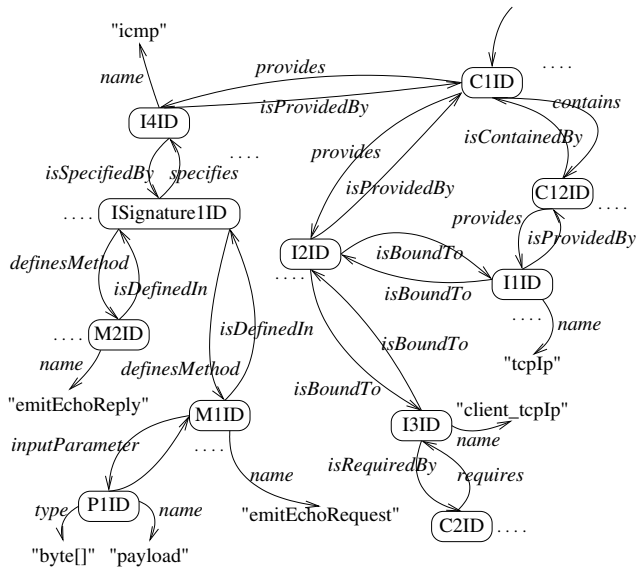 "icmp"
name
provides
. . . .
C1ID
isProvidedBy
contains
I4ID
provides
isContainedBy
isSpecifiedBy
specifies
. . . .
isProvidedBy
C12ID
. . . .
ISignature1ID
provides
. . . .
isProvidedBy
definesMethod
I2ID
isBoundTo
. . . .
isBoundTo
I1ID
isDefinedIn
. . . .
. . . .
M2ID
isDefinedIn
name
isBoundTo
name
definesMethod
"tcpIp"
isBoundTo
"emitEchoReply"
M1ID
"client_tcpIp"
I3ID
name
inputParameter
. . . .
isRequiredBy
requires
name
type
P1ID
name
"emitEchoRequest"
C2ID
. . . .
"byte[]"
"payload"